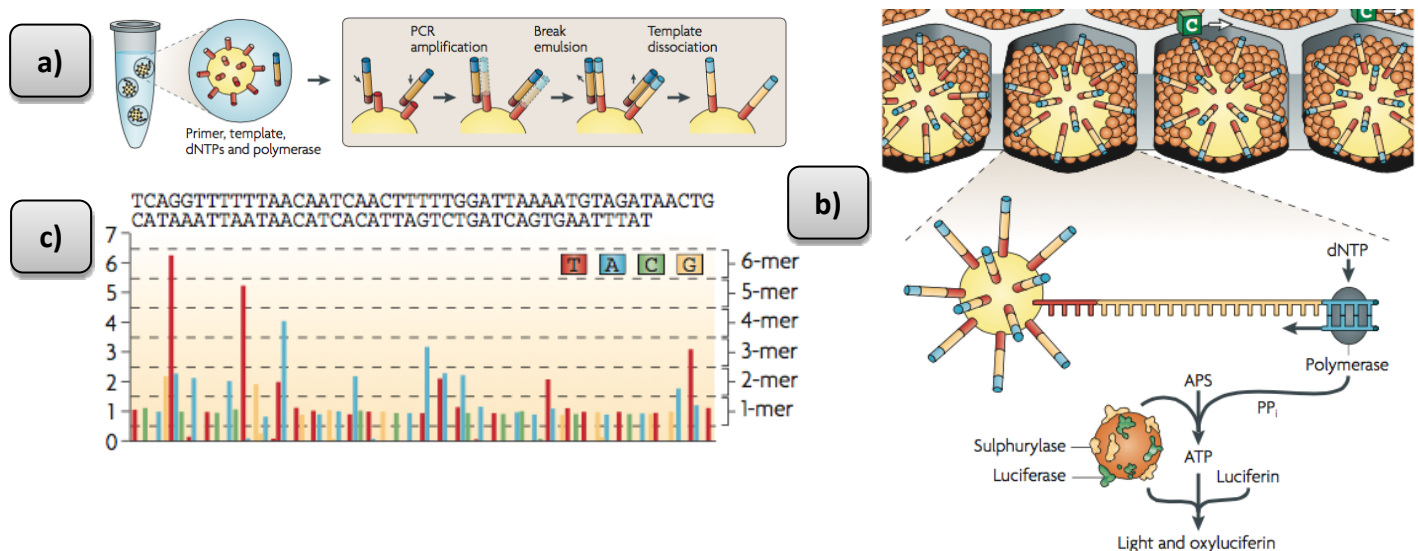 a)
Primer, template,
dNTPs and polymerase
PCR
amplification
Break
emulsion
Template
dissociation
b)
C
C
dNTP
Polymerase
APS
PPi
Sulphurylase
Luciferase
ATP
Luciferin
Light and oxyluciferin
c)
TCAGGTTTTTTAACAATCAACTTTTTGGATTAAAATGTAGATAACTG
CATAAATTAATAACATCACATTAGTCTGATCAGTGAATTTAT
7
6
5
4
3
2
1
0
T A C G
6-mer
5-mer
4-mer
3-mer
2-mer
1-mer